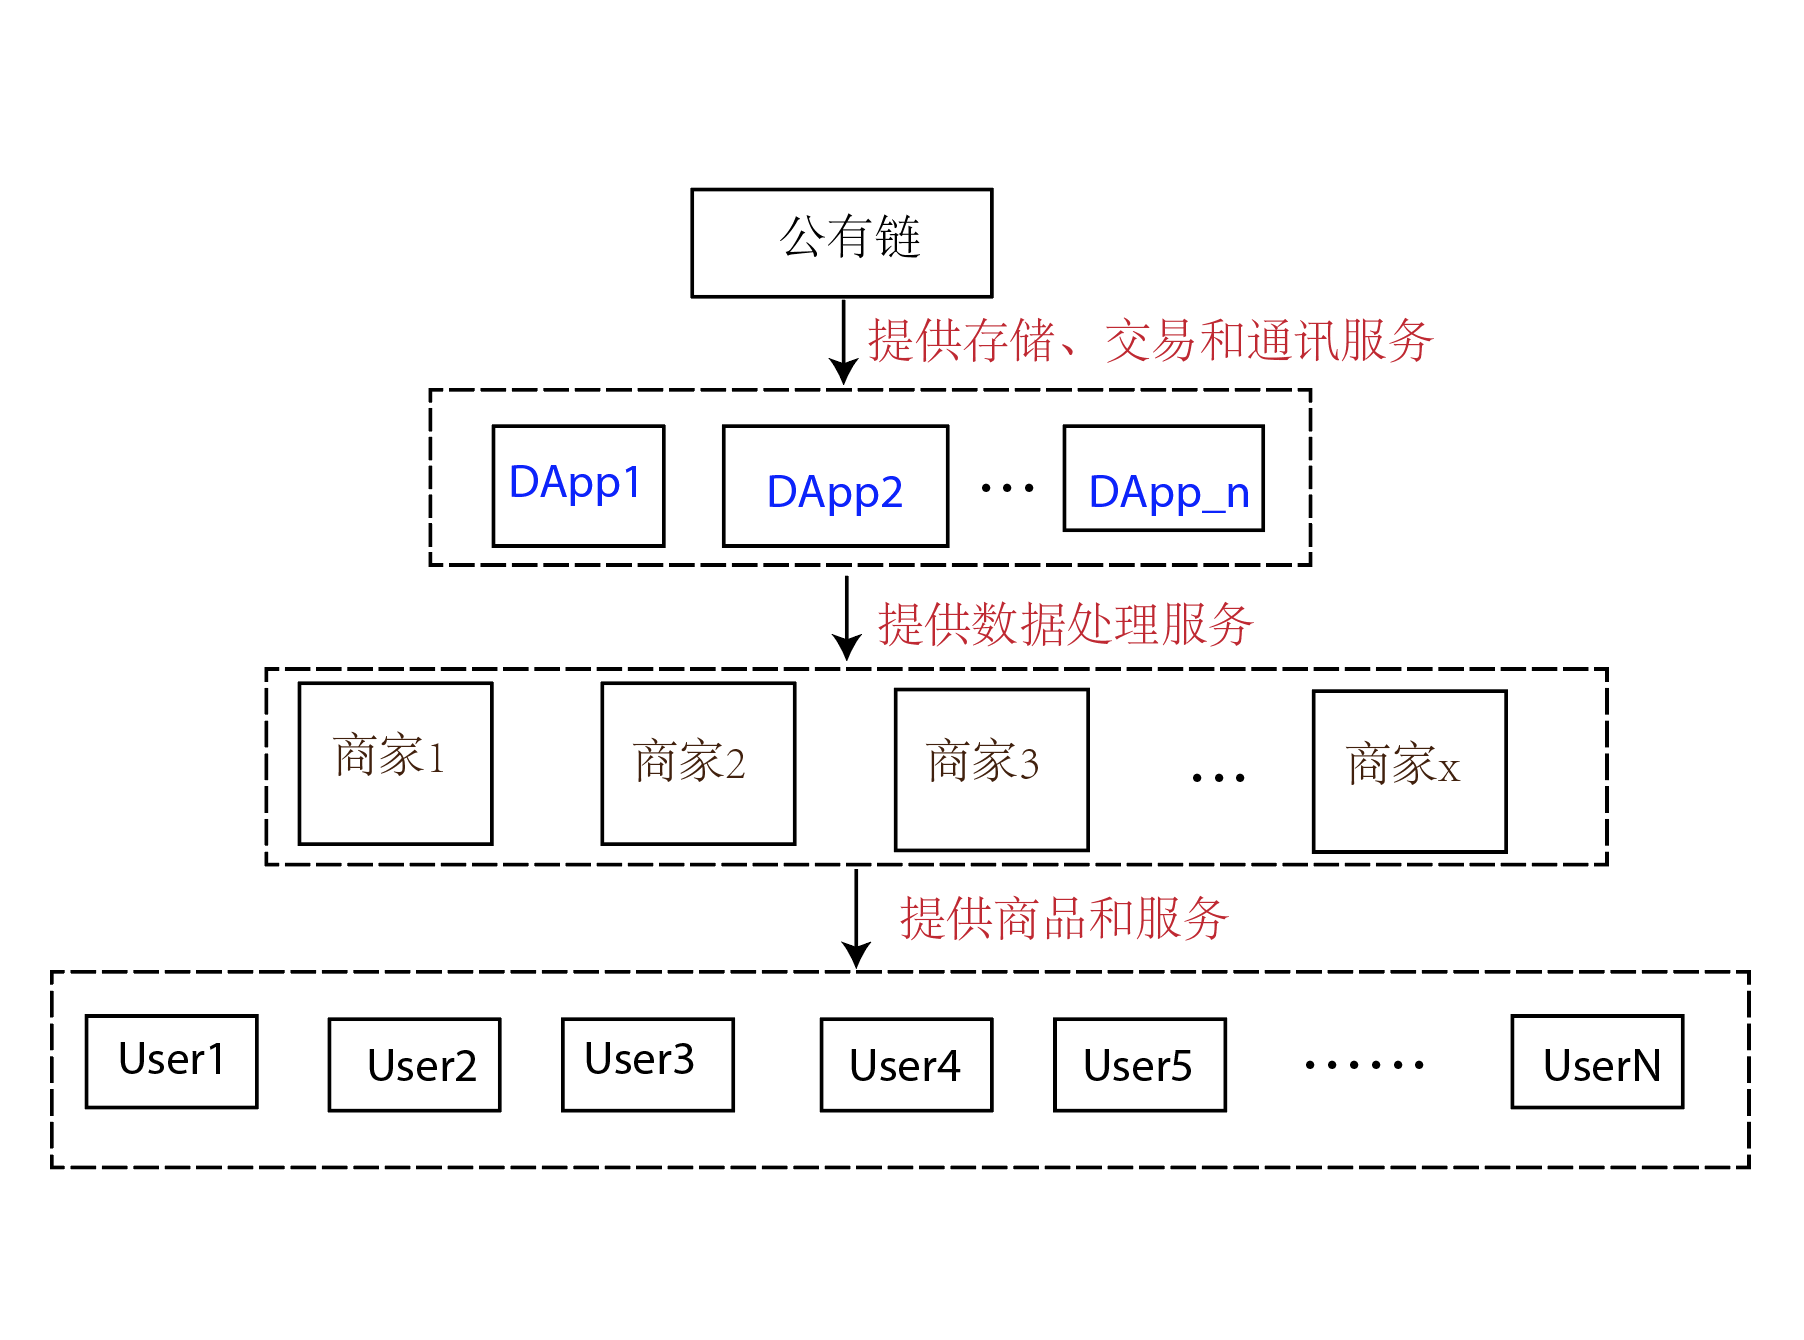 公有链
提供存储、交易和通讯服务
DApp1 DApp2 ... DApp_n
提供数据处理服务
商家1 商家2 商家3 ... 商家x
提供商品和服务
User1 User2 User3 User4 User5 ...... UserN